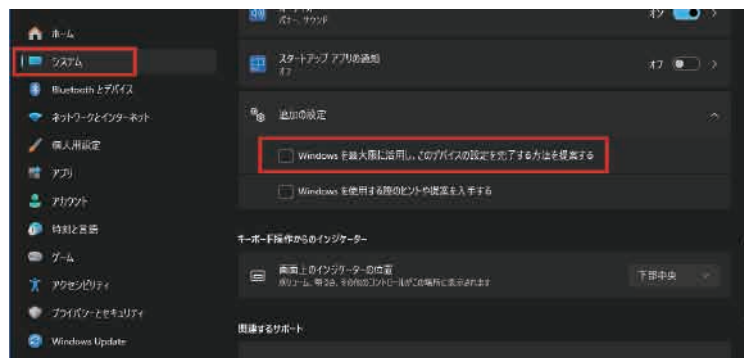 ホーム
システム
Bluetooth とデバイス
ネットワークとインターネット
個人用設定
アプリ
アカウント
時刻と言語
ゲーム
アクセシビリティ
プライバシーとセキュリティ
Windows Update
バナー, サウンド
オン
スタートアップ アプリの通知
オフ
オフ
追加の設定
Windows を最大限に活用し、このデバイスの設定を完了する方法を提案する
Windows を使用する際のヒントや提案を入手する
キーボード操作からのインジケーター
画面上のインジケーターの位置
ボリューム、明るさ、その他のコントロールがこの場所に表示されます
下部中央
関連するサポート